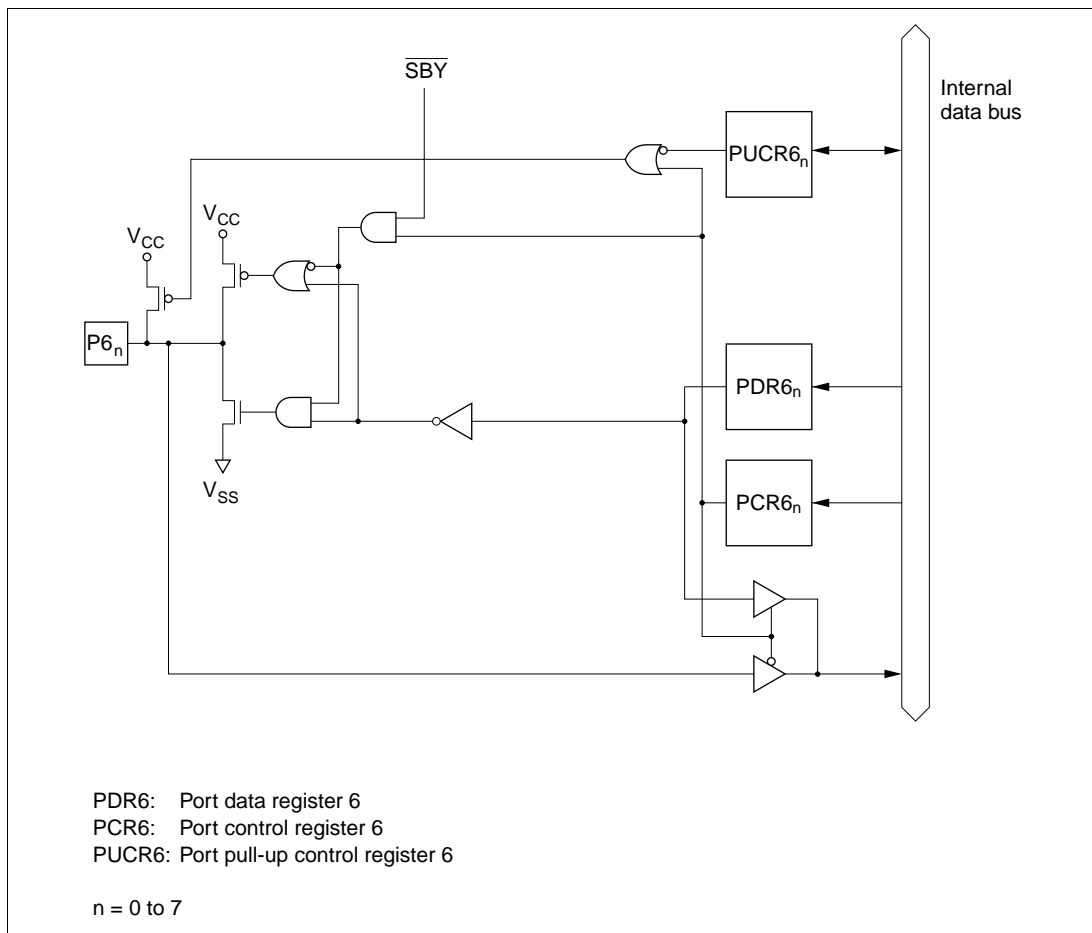 SBY
Internal
data bus
PUCR6n
VCC
VCC
P6n
PDR6n
VSS
PCR6n
PDR6: Port data register 6
PCR6: Port control register 6
PUCR6: Port pull-up control register 6
n = 0 to 7